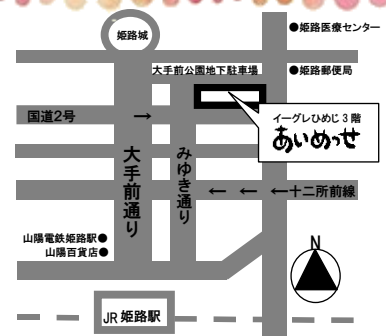 姫路城
●姫路医療センター
大手前公園地下駐車場
●姫路郵便局
国道2号
→
イーグレひめじ3階
あいめっせ
大手前通り
みゆき通り
← ← ←十二所前線
山陽電鉄姫路駅●
山陽百貨店●
N
JR 姫路駅